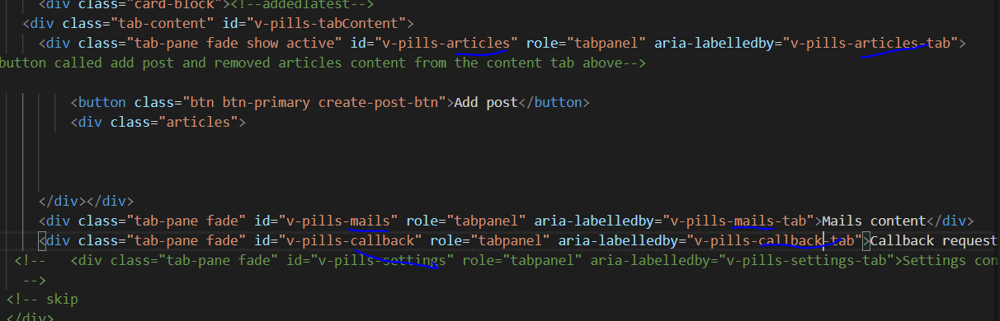 <div class="card-block"><!--addedlatest-->
<div class="tab-content" id="v-pills-tabContent">
<div class="tab-pane fade show active" id="v-pills-articles" role="tabpanel" aria-labelledby="v-pills-articles-tab">
button called add post and removed articles content from the content tab above-->
<button class="btn btn-primary create-post-btn">Add post</button>
<div class="articles">
</div></div>
<div class="tab-pane fade" id="v-pills-mails" role="tabpanel" aria-labelledby="v-pills-mails-tab">Mails content</div>
<div class="tab-pane fade" id="v-pills-callback" role="tabpanel" aria-labelledby="v-pills-callback-tab">Callback request
<!-- <div class="tab-pane fade" id="v-pills-settings" role="tabpanel" aria-labelledby="v-pills-settings-tab">Settings con
-->
<!-- skip
</div>